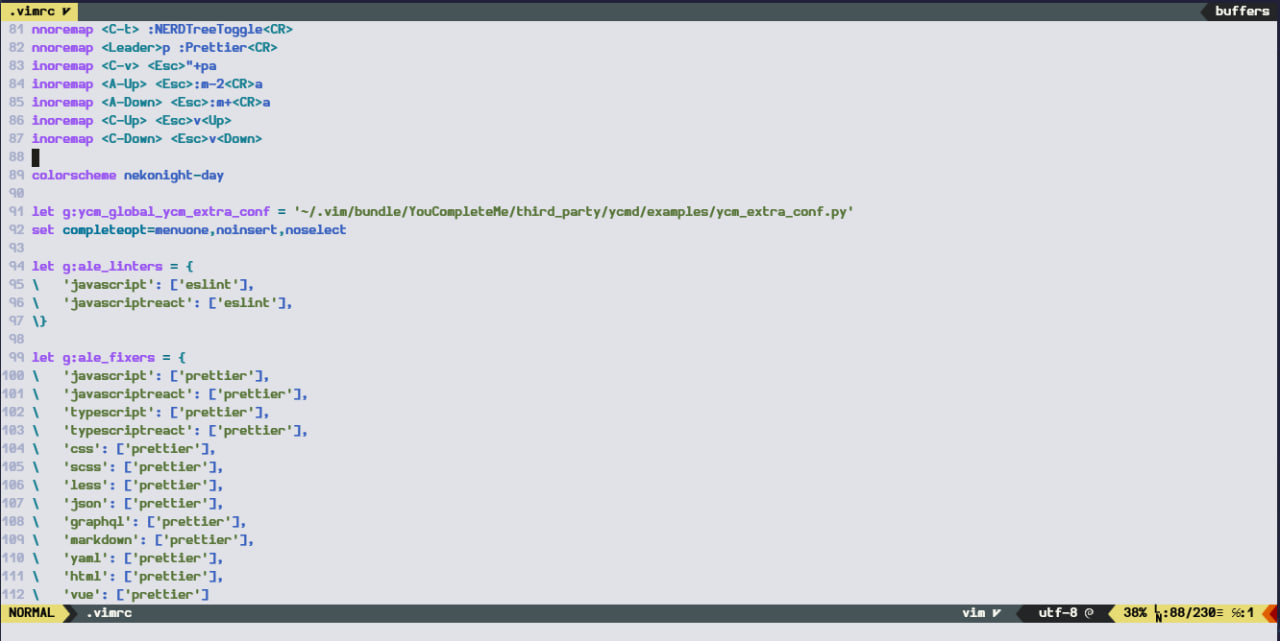 .vimrc buffers
81 nnoremap <C-t> :NERDTreeToggle<CR>
82 nnoremap <Leader>p :Prettier<CR>
83 inoremap <C-v> <Esc>"+pa
84 inoremap <A-Up> <Esc>:m-2<CR>a
85 inoremap <A-Down> <Esc>:m+<CR>a
86 inoremap <C-Up> <Esc>v<Up>
87 inoremap <C-Down> <Esc>v<Down>
88
89 colorscheme nekonight-day
90
91 let g:ycm_global_ycm_extra_conf = '~/.vim/bundle/YouCompleteMe/third_party/ycmd/examples/ycm_extra_conf.py'
92 set completeopt=menuone,noinsert,noselect
93
94 let g:ale_linters = {
95 \   'javascript': ['eslint'],
96 \   'javascriptreact': ['eslint'],
97 \}
98
99 let g:ale_fixers = {
100 \   'javascript': ['prettier'],
101 \   'javascriptreact': ['prettier'],
102 \   'typescript': ['prettier'],
103 \   'typescriptreact': ['prettier'],
104 \   'css': ['prettier'],
105 \   'scss': ['prettier'],
106 \   'less': ['prettier'],
107 \   'json': ['prettier'],
108 \   'graphql': ['prettier'],
109 \   'markdown': ['prettier'],
110 \   'yaml': ['prettier'],
111 \   'html': ['prettier'],
112 \   'vue': ['prettier']
NORMAL .vimrc vim utf-8 38% ␤:88/230≡ ℅:1